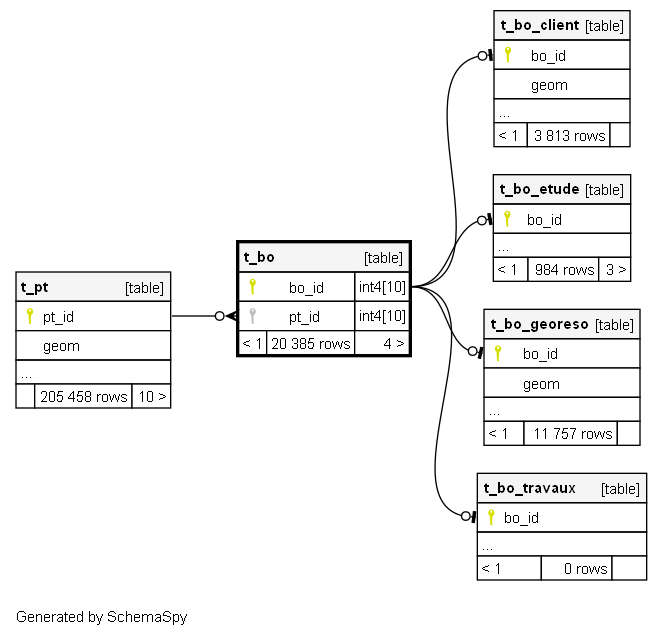 t_bo_client [table]
bo_id
geom
...
< 1 3 813 rows
t_bo_etude [table]
bo_id
...
< 1 984 rows 3 >
t_bo [table]
bo_id int4[10]
pt_id int4[10]
< 1 20 385 rows 4 >
t_pt [table]
pt_id
geom
...
205 458 rows 10 >
t_bo_georeso [table]
bo_id
geom
...
< 1 11 757 rows
t_bo_travaux [table]
bo_id
...
< 1 0 rows
Generated by SchemaSpy